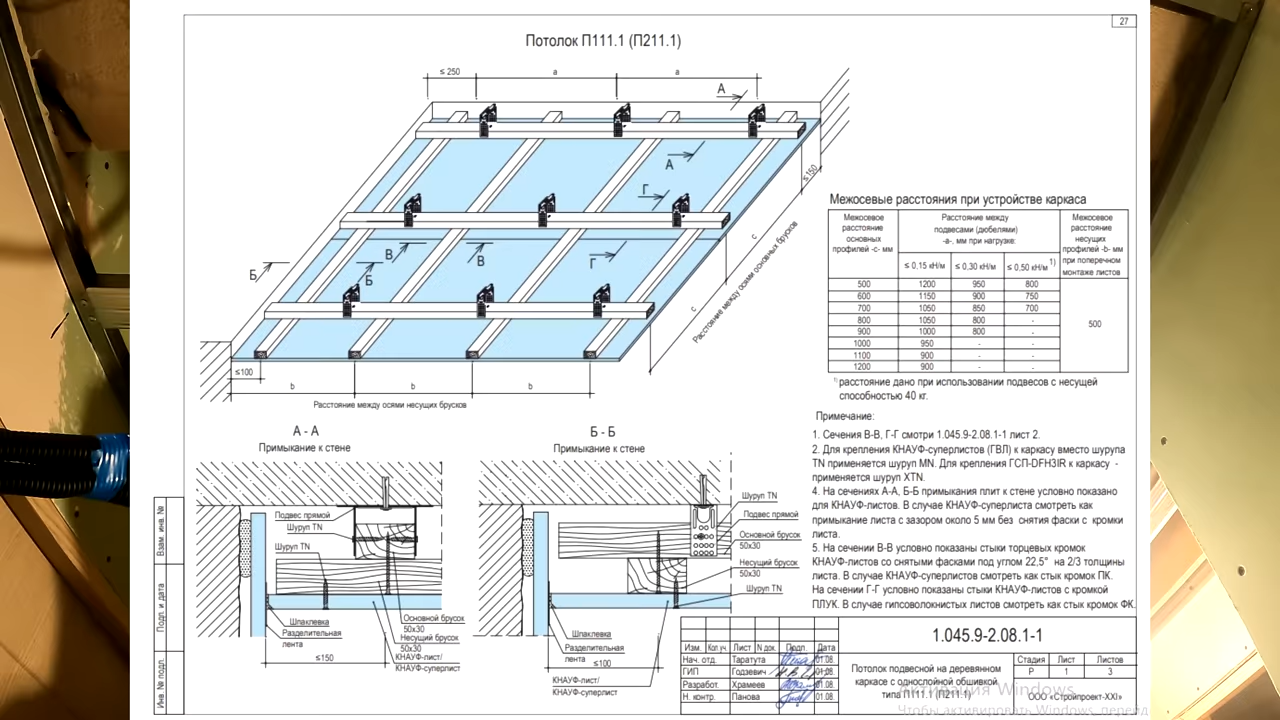 27
Потолок П111.1 (П211.1)
≤ 250
а
а
А
А
≤150
Г
Г
В
В
Б
Б
с
с
Расстояние между осями основных брусков
≤100
b
b
b
Расстояние между осями несущих брусков
Межосевые расстояния при устройстве каркаса
Межосевое расстояние основных профилей -с- мм
Расстояние между подвесами (дюбелями) -а-, мм при нагрузке:
Межосевое расстояние несущих профилей -b- мм при поперечном монтаже листов
≤ 0,15 кН/м
≤ 0,30 кН/м
≤ 0,50 кН/м 1)
500 1200 950 800
600 1150 900 750
700 1050 850 700
800 1050 800 -
900 1000 800 -
1000 950 - -
1100 900 - -
1200 900 - -
500
1) расстояние дано при использовании подвесов с несущей
способностью 40 кг.
Примечание:
1. Сечения В-В, Г-Г смотри 1.045.9-2.08.1-1 лист 2.
2. Для крепления КНАУФ-суперлистов (ГВЛ) к каркасу вместо шурупа
TN применяется шуруп MN. Для крепления ГСП-DFH3IR к каркасу -
применяется шуруп XTN.
4. На сечениях А-А, Б-Б примыкания плит к стене условно показано
для КНАУФ-листов. В случае КНАУФ-суперлиста смотреть как
примыкание листа с зазором около 5 мм без снятия фаски с кромки
листа.
5. На сечении В-В условно показаны стыки торцевых кромок
КНАУФ-листов со снятыми фасками под углом 22,5° на 2/3 толщины
листа. В случае КНАУФ-суперлистов смотреть как стык кромок ПК.
На сечении Г-Г условно показаны стыки КНАУФ-листов с кромкой
ПЛУК. В случае гипсоволокнистых листов смотреть как стык кромок ФК.
А - А
Примыкание к стене
Подвес прямой
Шуруп TN
Шуруп TN
Шпаклевка
Разделительная
лента
Основной брусок
50х30
Несущий брусок
50х30
КНАУФ-лист/
КНАУФ-суперлист
≤150
Б - Б
Примыкание к стене
Шуруп TN
Подвес прямой
Основной брусок
50х30
Несущий брусок
50х30
Шуруп TN
Шпаклевка
Разделительная
лента
≤100
КНАУФ-лист/
КНАУФ-суперлист
Взам. инв. №
Подп. и дата
Инв. № подл.
1.045.9-2.08.1-1
Изм. Кол.уч. Лист N док. Подп. Дата
Нач. отд. Таратута 01.08.
ГИП Годзевич 01.08.
Разработ. Храмеев 01.08.
Н. контр. Панова 01.08.
Потолок подвесной на деревянном
каркасе с однослойной обшивкой
типа П111.1 (П211.1)
Стадия Лист Листов
Р 1 3
ООО «Стройпроект-XXI»
Активация Windows
Чтобы активировать Windows, перейд